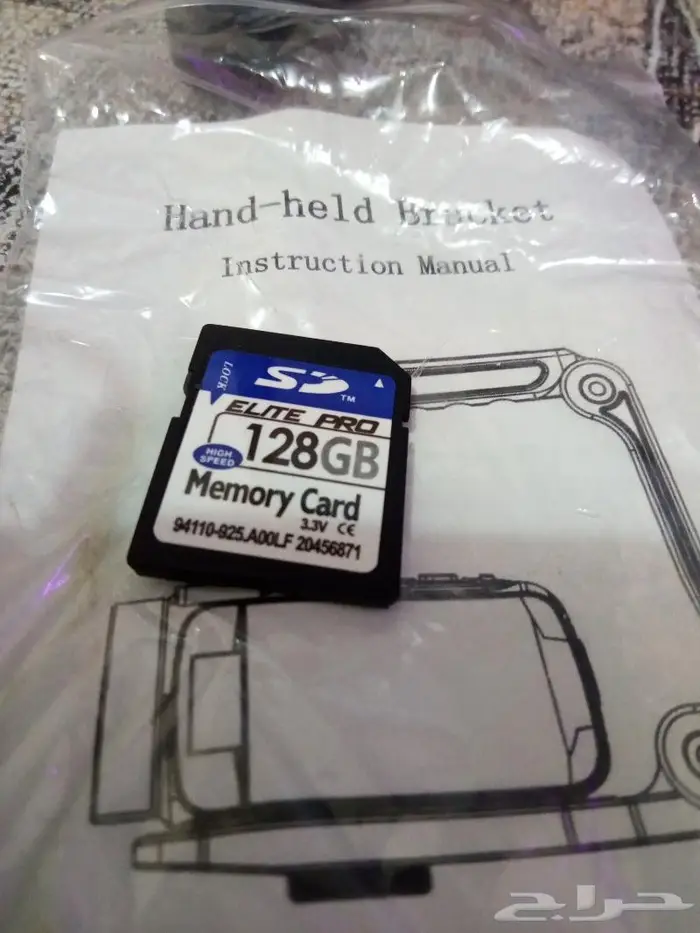 Hand-held Bracket
Instruction Manual
LOCK
SD
TM
ELITE PRO
128GB
HIGH
SPEED
Memory Card
3.3V CE
94110-925.A00LF 20456871
حراج